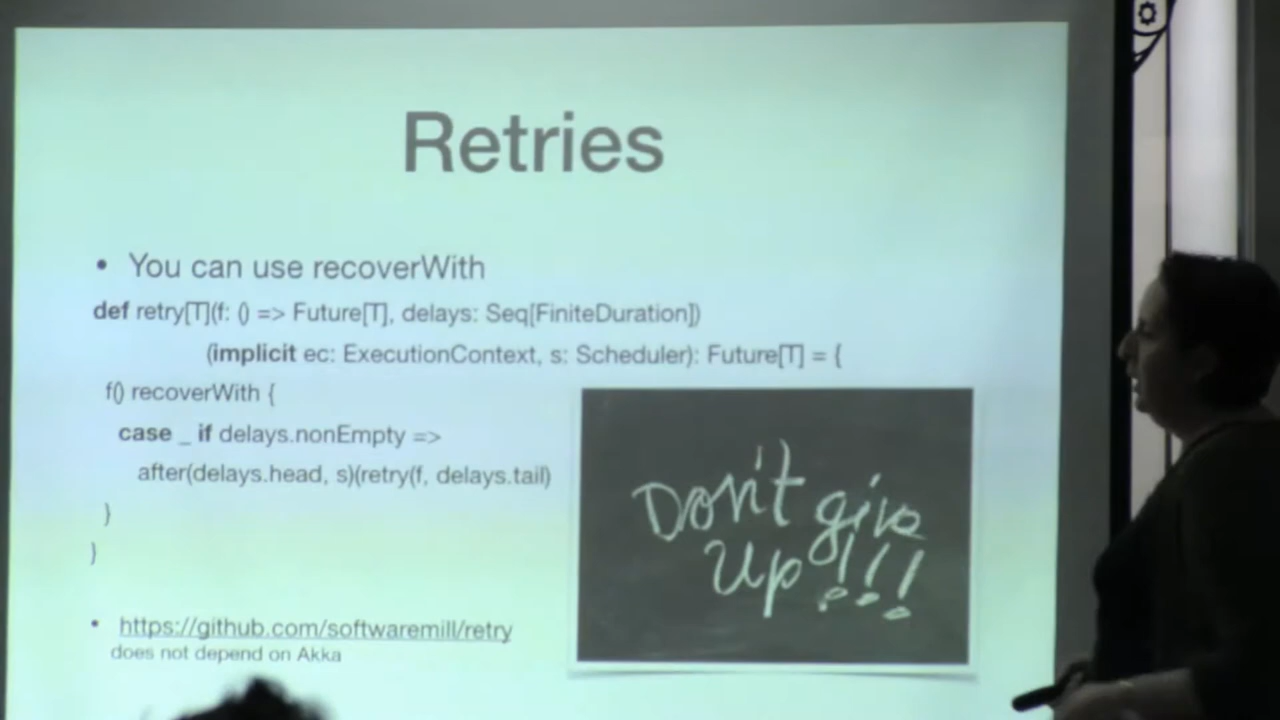 Retries
• You can use recoverWith
def retry[T](f: () => Future[T], delays: Seq[FiniteDuration])
(implicit ec: ExecutionContext, s: Scheduler): Future[T] = {
f() recoverWith {
case _ if delays.nonEmpty =>
after(delays.head, s)(retry(f, delays.tail)
}
}
Don't give
Up!!!
• https://github.com/softwaremill/retry
does not depend on Akka